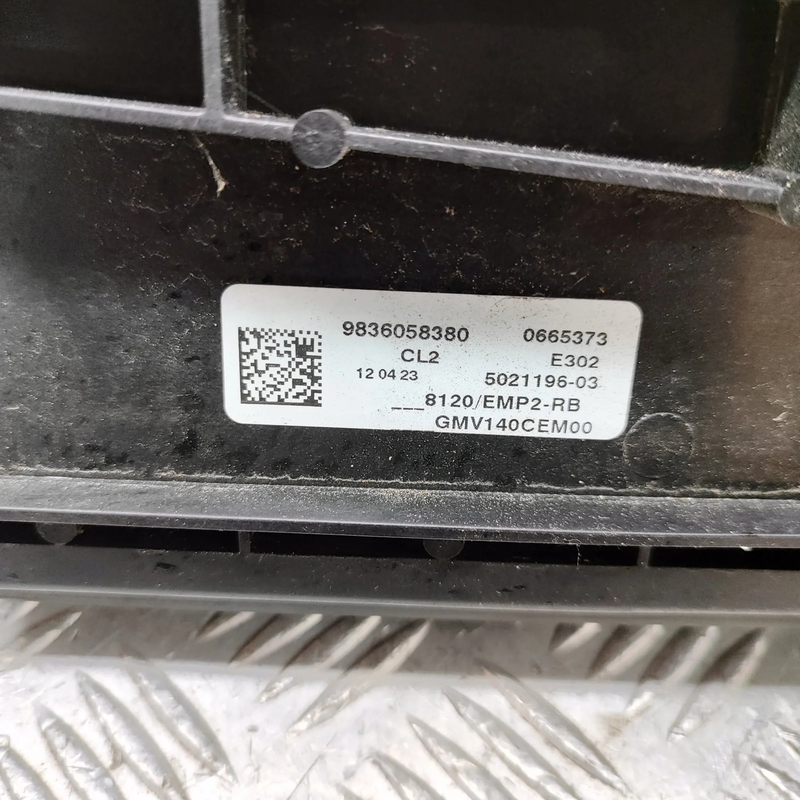 9836058380 0665373
CL2 E302
12 04 23 5021196-03
___8120/EMP2-RB
GMV140CEM00